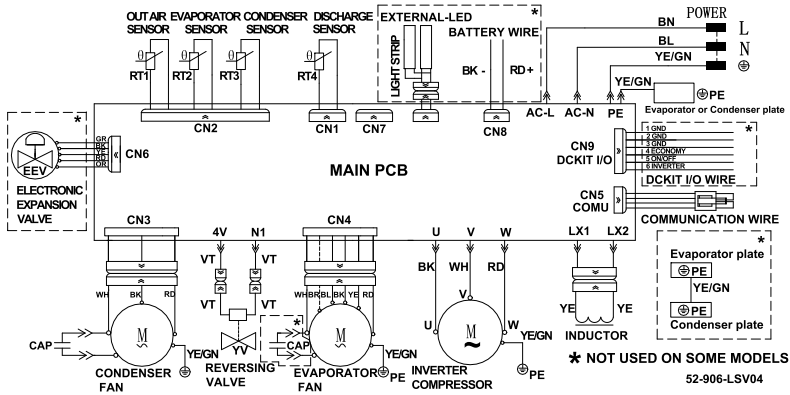 OUT AIR SENSOR
EVAPORATOR SENSOR
CONDENSER SENSOR
DISCHARGE SENSOR
EXTERNAL-LED
*
BATTERY WIRE
LIGHT STRIP
BK -
RD+
θ
RT1
θ
RT2
θ
RT3
θ
RT4
BN
POWER
L
BL
N
YE/GN
YE/GN
PE
Evaporator or Condenser plate
CN2
CN1
CN7
CN8
AC-L
AC-N
PE
*
EEV
GR
BK
YE
RD
OR
CN6
ELECTRONIC
EXPANSION
VALVE
MAIN PCB
CN9
DCKIT I/O
1 GND
2 GND
3 GND
4 ECONOMY
5 ON/OFF
6 INVERTER
*
DCKIT I/O WIRE
CN5
COMU
COMMUNICATION WIRE
CN3
4V
N1
CN4
U
V
W
LX1
LX2
VT
VT
VT
VT
WH
BK
RD
WH
BR
BL
BK
YE
RD
BK
WH
RD
YE
YE
INDUCTOR
*
Evaporator plate
PE
YE/GN
PE
Condenser plate
CAP
M
~
YE/GN
CONDENSER
FAN
YV
REVERSING
VALVE
*
CAP
M
~
YE/GN
PE
EVAPORATOR
FAN
U
V
W
M
~
YE/GN
PE
INVERTER
COMPRESSOR
* NOT USED ON SOME MODELS
52-906-LSV04